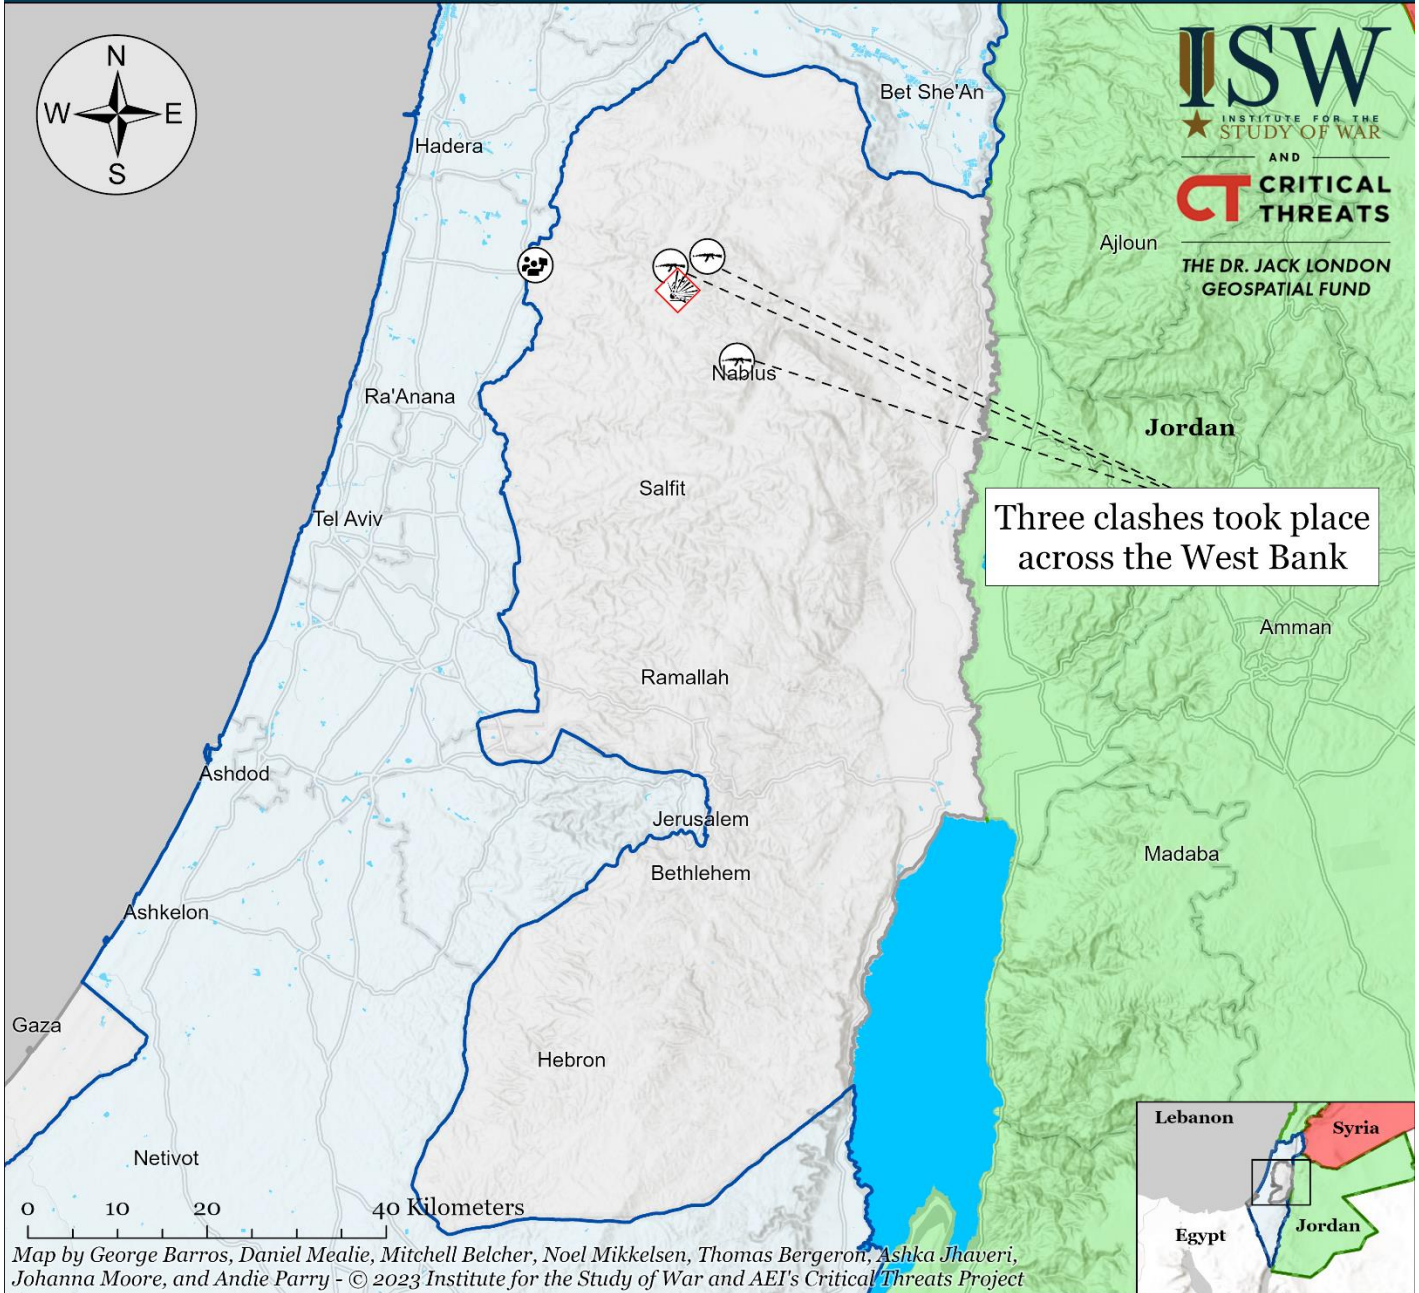 N
W E
S
ISW
INSTITUTE FOR THE
STUDY OF WAR
AND
CT CRITICAL
THREATS
THE DR. JACK LONDON
GEOSPATIAL FUND
Bet She'An
Hadera
Ajloun
Nablus
Ra'Anana
Jordan
Salfit
Tel Aviv
Three clashes took place
across the West Bank
Amman
Ramallah
Ashdod
Jerusalem
Madaba
Bethlehem
Ashkelon
Gaza
Hebron
Netivot
Lebanon
Syria
Egypt
Jordan
0 10 20 40 Kilometers
Map by George Barros, Daniel Mealie, Mitchell Belcher, Noel Mikkelsen, Thomas Bergeron, Ashka Jhaveri,
Johanna Moore, and Andie Parry - © 2023 Institute for the Study of War and AEI's Critical Threats Project